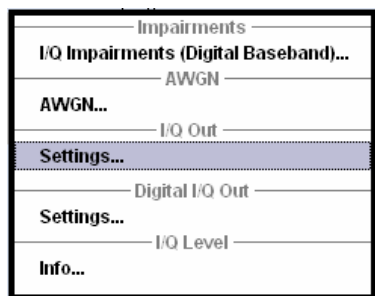 Impairments
I/Q Impairments (Digital Baseband)...
AWGN
AWGN...
I/Q Out
Settings...
Digital I/Q Out
Settings...
I/Q Level
Info...